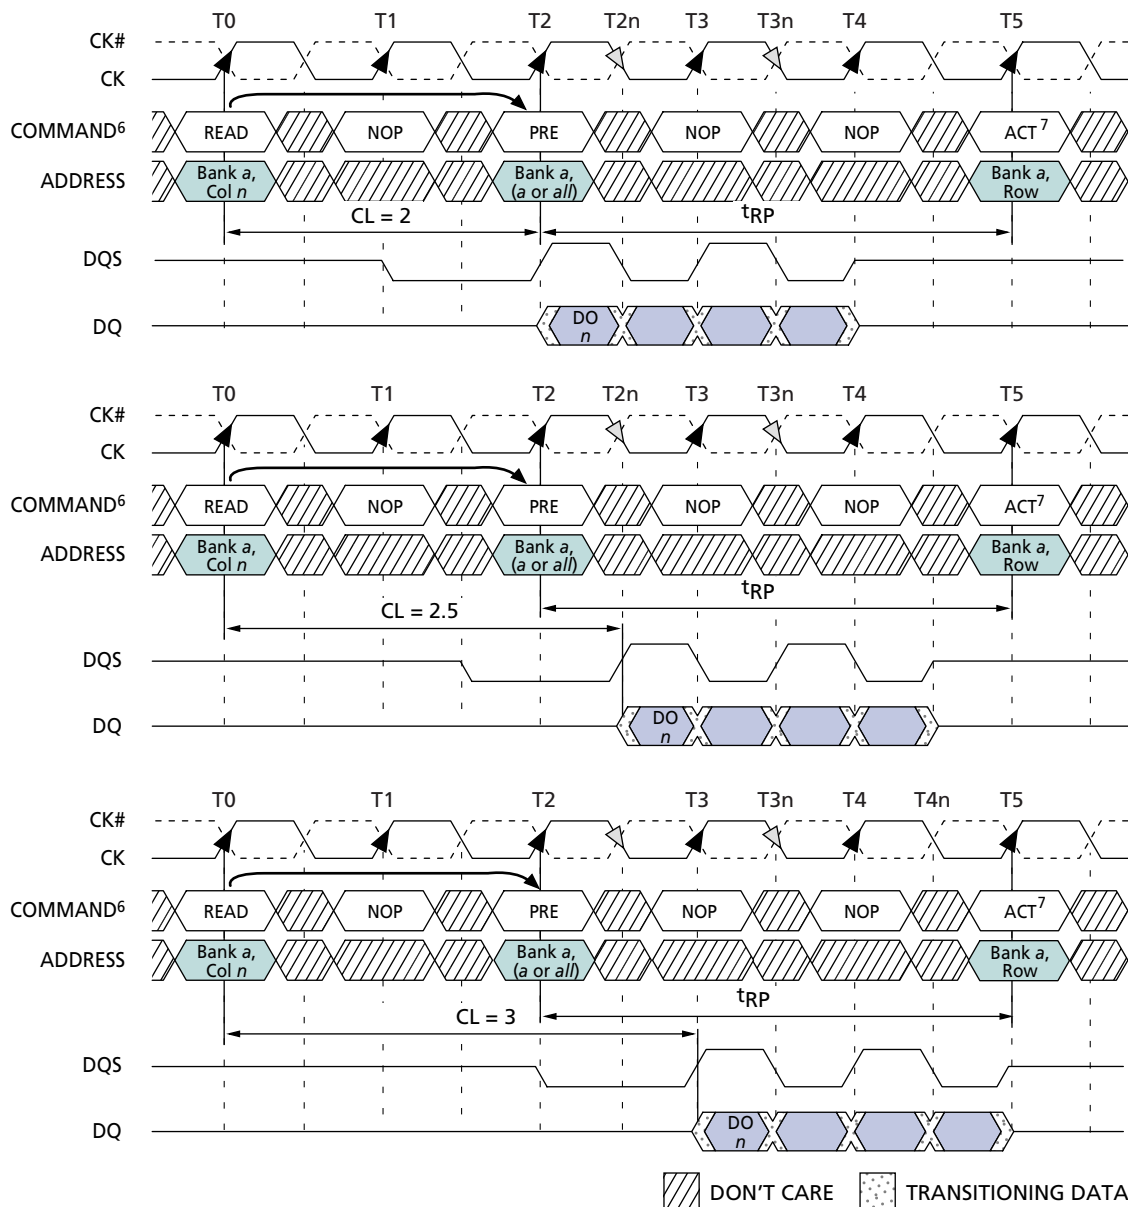 T0 T1 T2 T2n T3 T3n T4 T5
CK#
CK
COMMAND6 READ NOP PRE NOP NOP ACT7
ADDRESS Bank a, Col n Bank a, (a or all) Bank a, Row
CL = 2 tRP
DQS
DQ DO n
T0 T1 T2 T2n T3 T3n T4 T5
CK#
CK
COMMAND6 READ NOP PRE NOP NOP ACT7
ADDRESS Bank a, Col n Bank a, (a or all) Bank a, Row
tRP
CL = 2.5
DQS
DQ DO n
T0 T1 T2 T3 T3n T4 T4n T5
CK#
CK
COMMAND6 READ NOP PRE NOP NOP ACT7
ADDRESS Bank a, Col n Bank a, (a or all) Bank a, Row
tRP
CL = 3
DQS
DQ DO n
DON'T CARE TRANSITIONING DATA